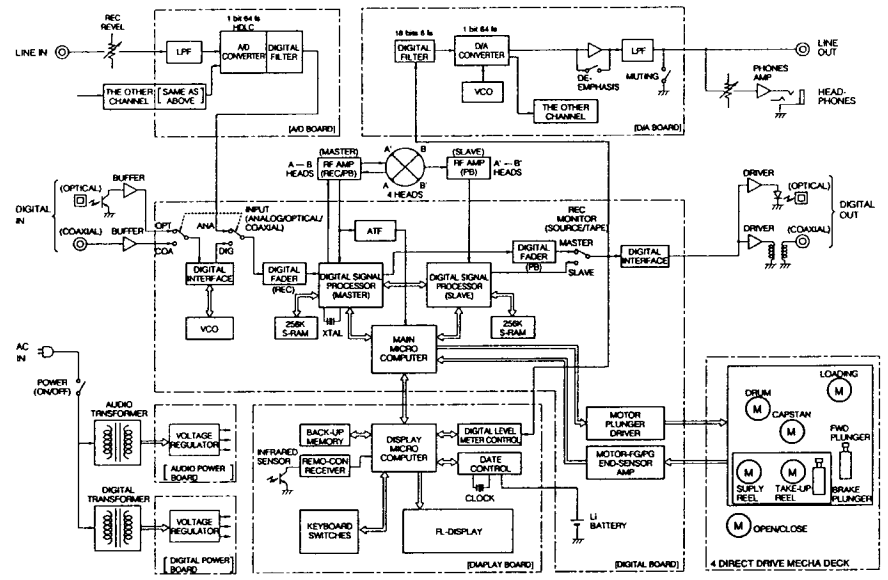 LINE IN
REC
REVEL
LPF
1 bit 64 fs
HDLC
A/D
CONVERTER
DIGITAL
FILTER
THE OTHER
CHANNEL
SAME AS
ABOVE
[A/D BOARD]
18 bits 8 fs
DIGITAL
FILTER
1 bit 64 fs
D/A
CONVERTER
VCO
DE-
EMPHASIS
THE OTHER
CHANNEL
LPF
MUTING
[D/A BOARD]
LINE
OUT
PHONES
AMP
HEAD-
PHONES
(MASTER)
A — B
HEADS
RF AMP
(REC/PB)
A'
B
A
B'
4 HEADS
(SLAVE)
RF AMP
(PB)
A' — B'
HEADS
DIGITAL
IN
(OPTICAL)
BUFFER
(COAXIAL)
BUFFER
OPT
COA
ANA
DIG
INPUT
(ANALOG/OPTICAL/
COAXIAL)
DIGITAL
INTERFACE
VCO
DIGITAL
FADER
(REC)
ATF
DIGITAL SIGNAL
PROCESSOR
(MASTER)
256K
S-RAM
XTAL
DIGITAL SIGNAL
PROCESSOR
(SLAVE)
256K
S-RAM
DIGITAL
FADER
(PB)
REC
MONITOR
(SOURCE/TAPE)
MASTER
SLAVE
DIGITAL
INTERFACE
DRIVER
(OPTICAL)
DRIVER
(COAXIAL)
DIGITAL
OUT
MAIN
MICRO
COMPUTER
AC
IN
POWER
(ON/OFF)
AUDIO
TRANSFORMER
VOLTAGE
REGULATOR
[ AUDIO POWER ]
BOARD
DIGITAL
TRANSFORMER
VOLTAGE
REGULATOR
[ DIGITAL POWER ]
BOARD
BACK-UP
MEMORY
INFRARED
SENSOR
REMO-CON
RECEIVER
DISPLAY
MICRO
COMPUTER
DIGITAL LEVEL
METER CONTROL
DATE
CONTROL
CLOCK
KEYBOARD
SWITCHES
FL-DISPLAY
[DIAPLAY BOARD]
Li
BATTERY
[DIGITAL BOARD]
MOTOR
PLUNGER
DRIVER
MOTOR-FG/PG
END-SENSOR
AMP
LOADING
M
DRUM
M
CAPSTAN
M
FWD
PLUNGER
M
SUPLY
REEL
M
TAKE-UP
REEL
BRAKE
PLUNGER
M
OPEN/CLOSE
4 DIRECT DRIVE MECHA DECK